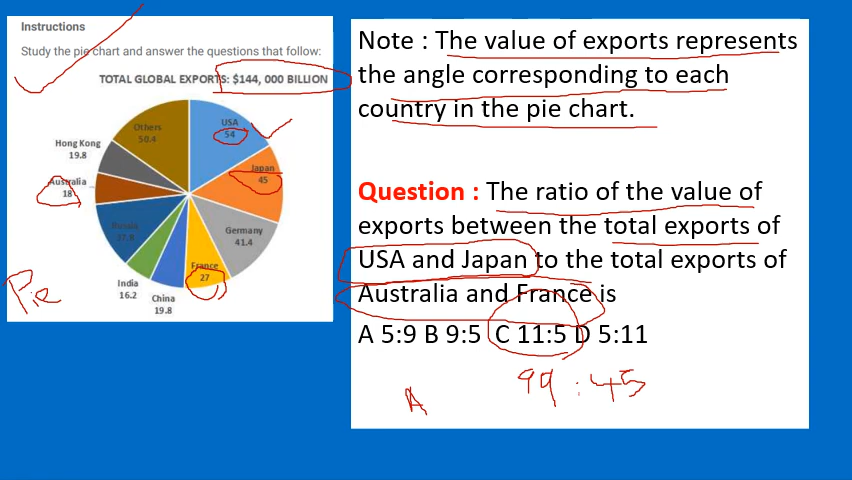 Instructions
Study the pie chart and answer the questions that follow:
TOTAL GLOBAL EXPORTS: $144, 000 BILLION
USA
54
Japan
45
Germany
41.4
France
27
China
19.8
India
16.2
Russia
37.8
Australia
18
Hong Kong
19.8
Others
50.4
Pie
Note : The value of exports represents
the angle corresponding to each
country in the pie chart.
Question : The ratio of the value of
exports between the total exports of
USA and Japan to the total exports of
Australia and France is
A 5:9 B 9:5 C 11:5 D 5:11
99 : 45
A